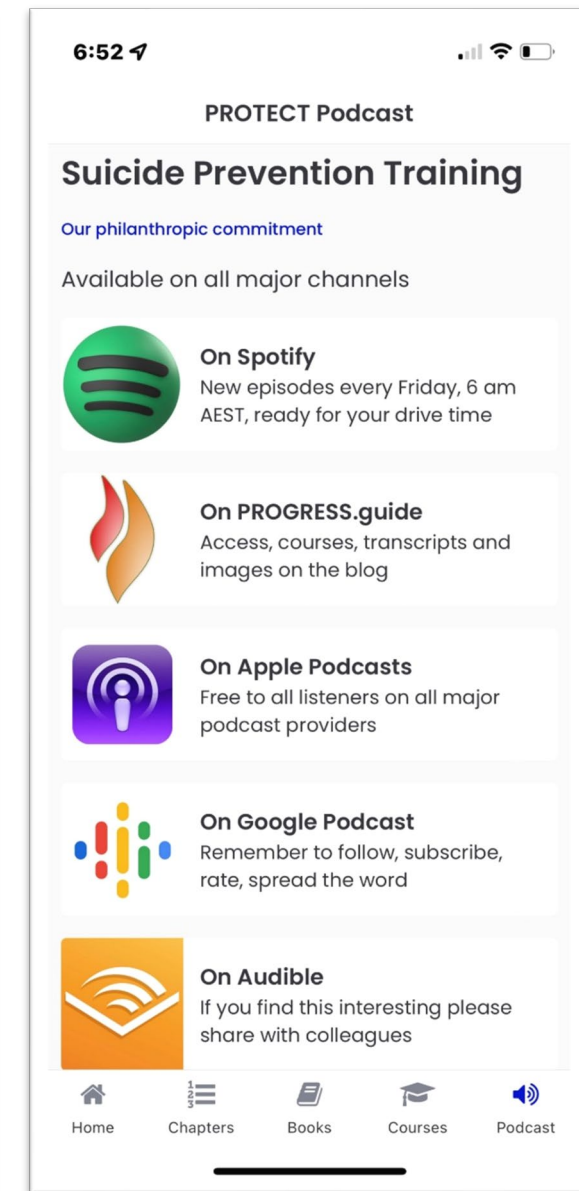 6:52
PROTECT Podcast
Suicide Prevention Training
Our philanthropic commitment
Available on all major channels
On Spotify
New episodes every Friday, 6 am
AEST, ready for your drive time
On PROGRESS.guide
Access, courses, transcripts and
images on the blog
On Apple Podcasts
Free to all listeners on all major
podcast providers
On Google Podcast
Remember to follow, subscribe,
rate, spread the word
On Audible
If you find this interesting please
share with colleagues
1
2
3
Home Chapters Books Courses Podcast